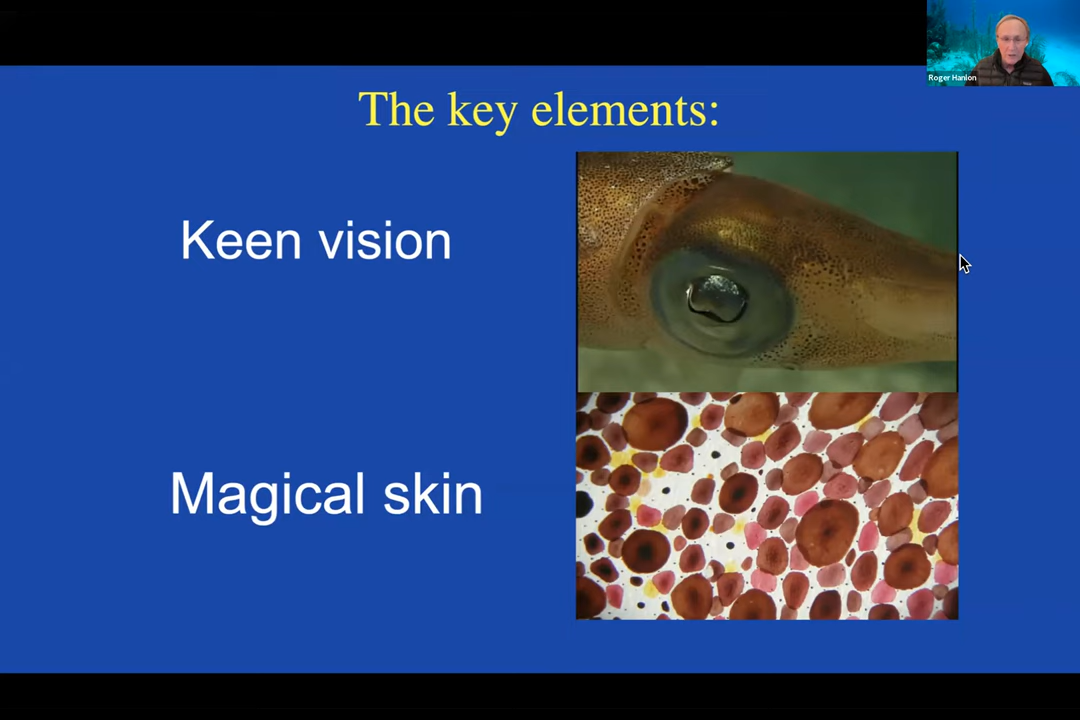 Roger Hanlon
The key elements:
Keen vision
Magical skin